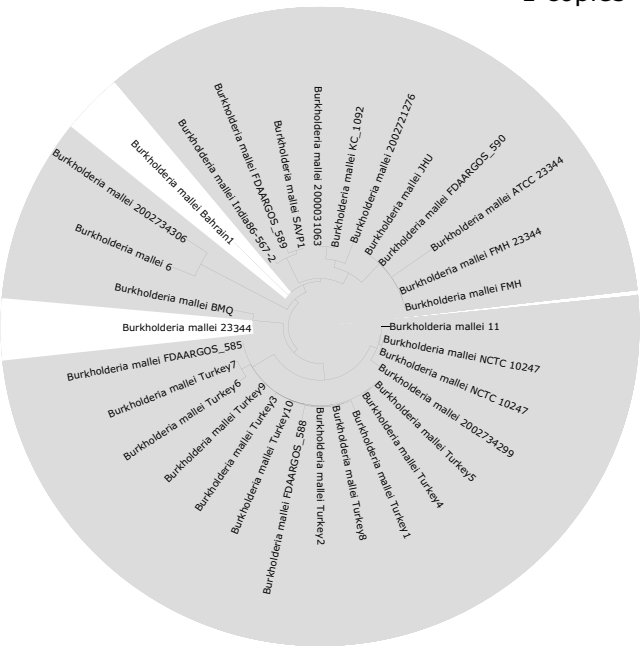 copies
Burkholderia mallei 2000031063
Burkholderia mallei KC_1092
Burkholderia mallei 2002721276
Burkholderia mallei JHU
Burkholderia mallei FDAARGOS_590
Burkholderia mallei ATCC 23344
Burkholderia mallei FMH 23344
Burkholderia mallei FMH
Burkholderia mallei 11
Burkholderia mallei NCTC 10247
Burkholderia mallei NCTC 10247
Burkholderia mallei 2002734299
Burkholderia mallei Turkey5
Burkholderia mallei Turkey4
Burkholderia mallei Turkey1
Burkholderia mallei Turkey8
Burkholderia mallei Turkey2
Burkholderia mallei FDAARGOS_588
Burkholderia mallei Turkey10
Burkholderia mallei Turkey3
Burkholderia mallei Turkey9
Burkholderia mallei Turkey6
Burkholderia mallei Turkey7
Burkholderia mallei FDAARGOS_585
Burkholderia mallei 23344
Burkholderia mallei BMQ
Burkholderia mallei 6
Burkholderia mallei 2002734306
Burkholderia mallei Bahrain1
Burkholderia mallei India86-567-2
Burkholderia mallei FDAARGOS_589
Burkholderia mallei SAVP1